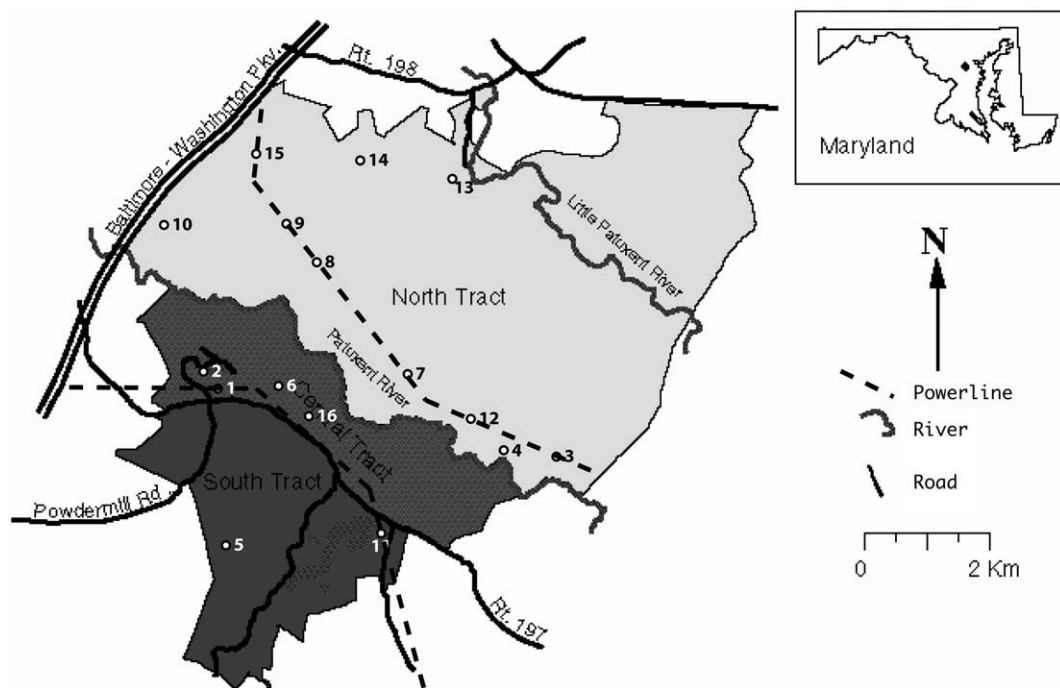 Rt. 198
Baltimore - Washington Pky.
Maryland
15
14
13
10
9
8
Little Patuxent River
N
North Tract
Patuxent River
7
2
1
6
16
Central Tract
12
4
3
Powerline
River
Road
South Tract
Powdermill Rd.
5
11
Rt. 197
0
2 Km